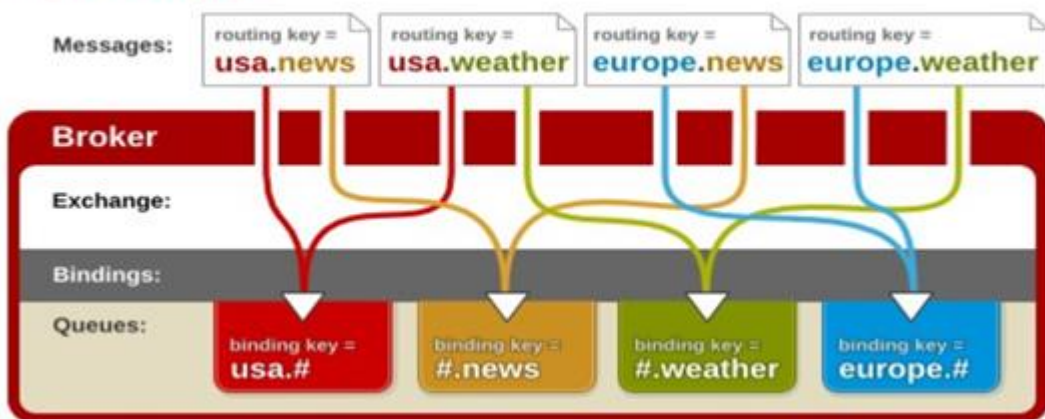 Messages:
routing key =
usa.news
routing key =
usa.weather
routing key =
europe.news
routing key =
europe.weather
Broker
Exchange:
Bindings:
Queues:
binding key =
usa.#
binding key =
#.news
binding key =
#.weather
binding key =
europe.#